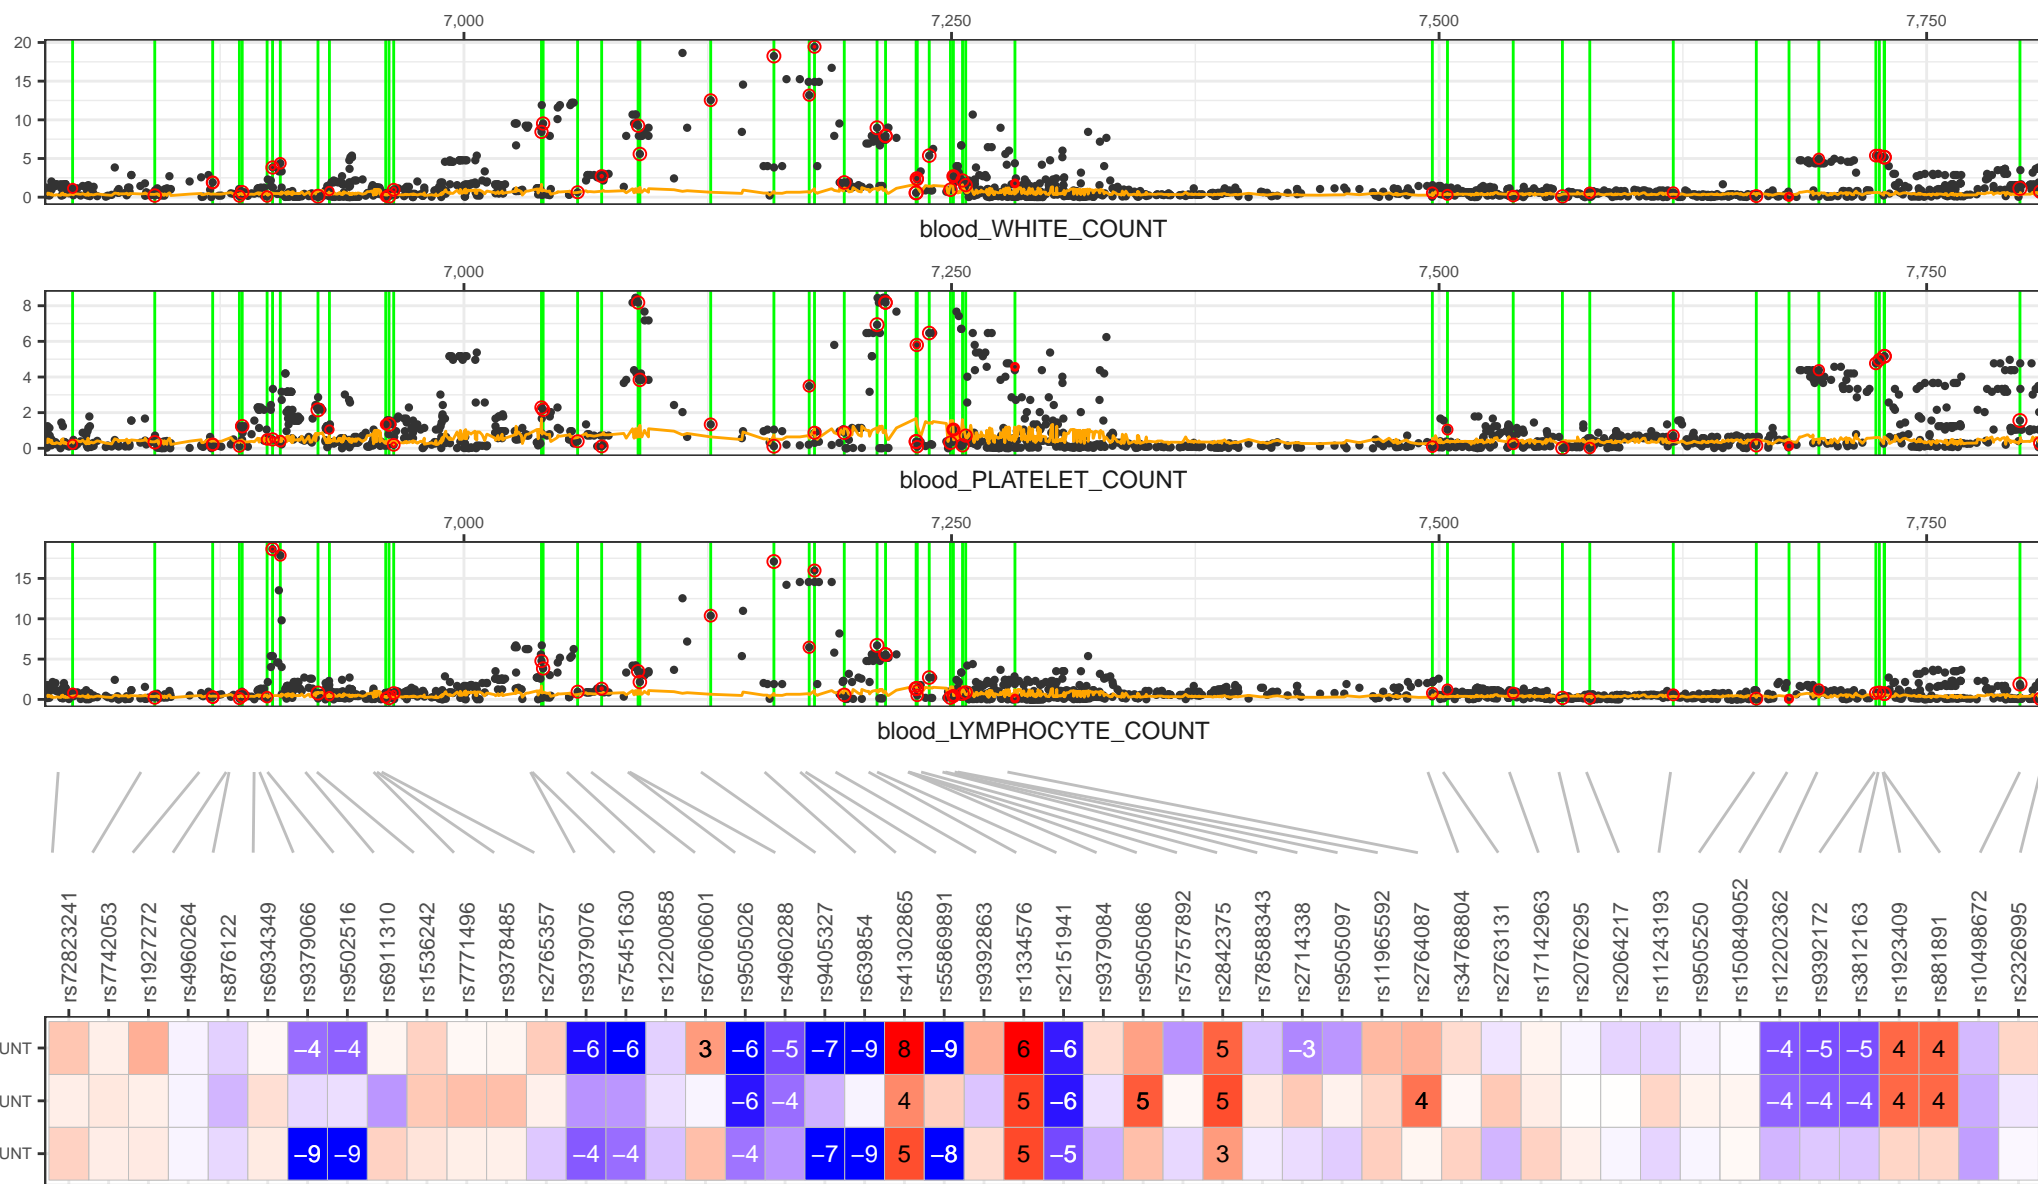 7,000 7,250 7,500 7,750
20
15
10
5
0
blood_WHITE_COUNT
7,000 7,250 7,500 7,750
8
6
4
2
0
blood_PLATELET_COUNT
7,000 7,250 7,500 7,750
15
10
5
0
blood_LYMPHOCYTE_COUNT
rs72823241
rs7742053
rs1927272
rs4960264
rs876122
rs6934349
rs9379066
rs9502516
rs6911310
rs1536242
rs7771496
rs9378485
rs2765357
rs9379076
rs75451630
rs1200858
rs67060601
rs9505026
rs4960288
rs9405327
rs639854
rs41302865
rs55869891
rs9392863
rs11345776
rs2151941
rs9379084
rs9505086
rs75757892
rs28423775
rs78588343
rs2714338
rs9505097
rs11965592
rs2764087
rs34768804
rs2763131
rs17142963
rs2076295
rs2064217
rs11243193
rs9505250
rs150849052
rs12202362
rs9392172
rs3812163
rs1923409
rs881891
rs10498672
rs2326995
UNT −4 −4 −6 −6 3 −6 −5 −7 −9 8 −9 6 −6 5 −3 −4 −5 −5 4 4
UNT −6 −4 4 5 −6 5 5 4 −4 −4 −4 4 4
UNT −9 −9 −4 −4 −4 −7 −9 5 −8 5 −5 3